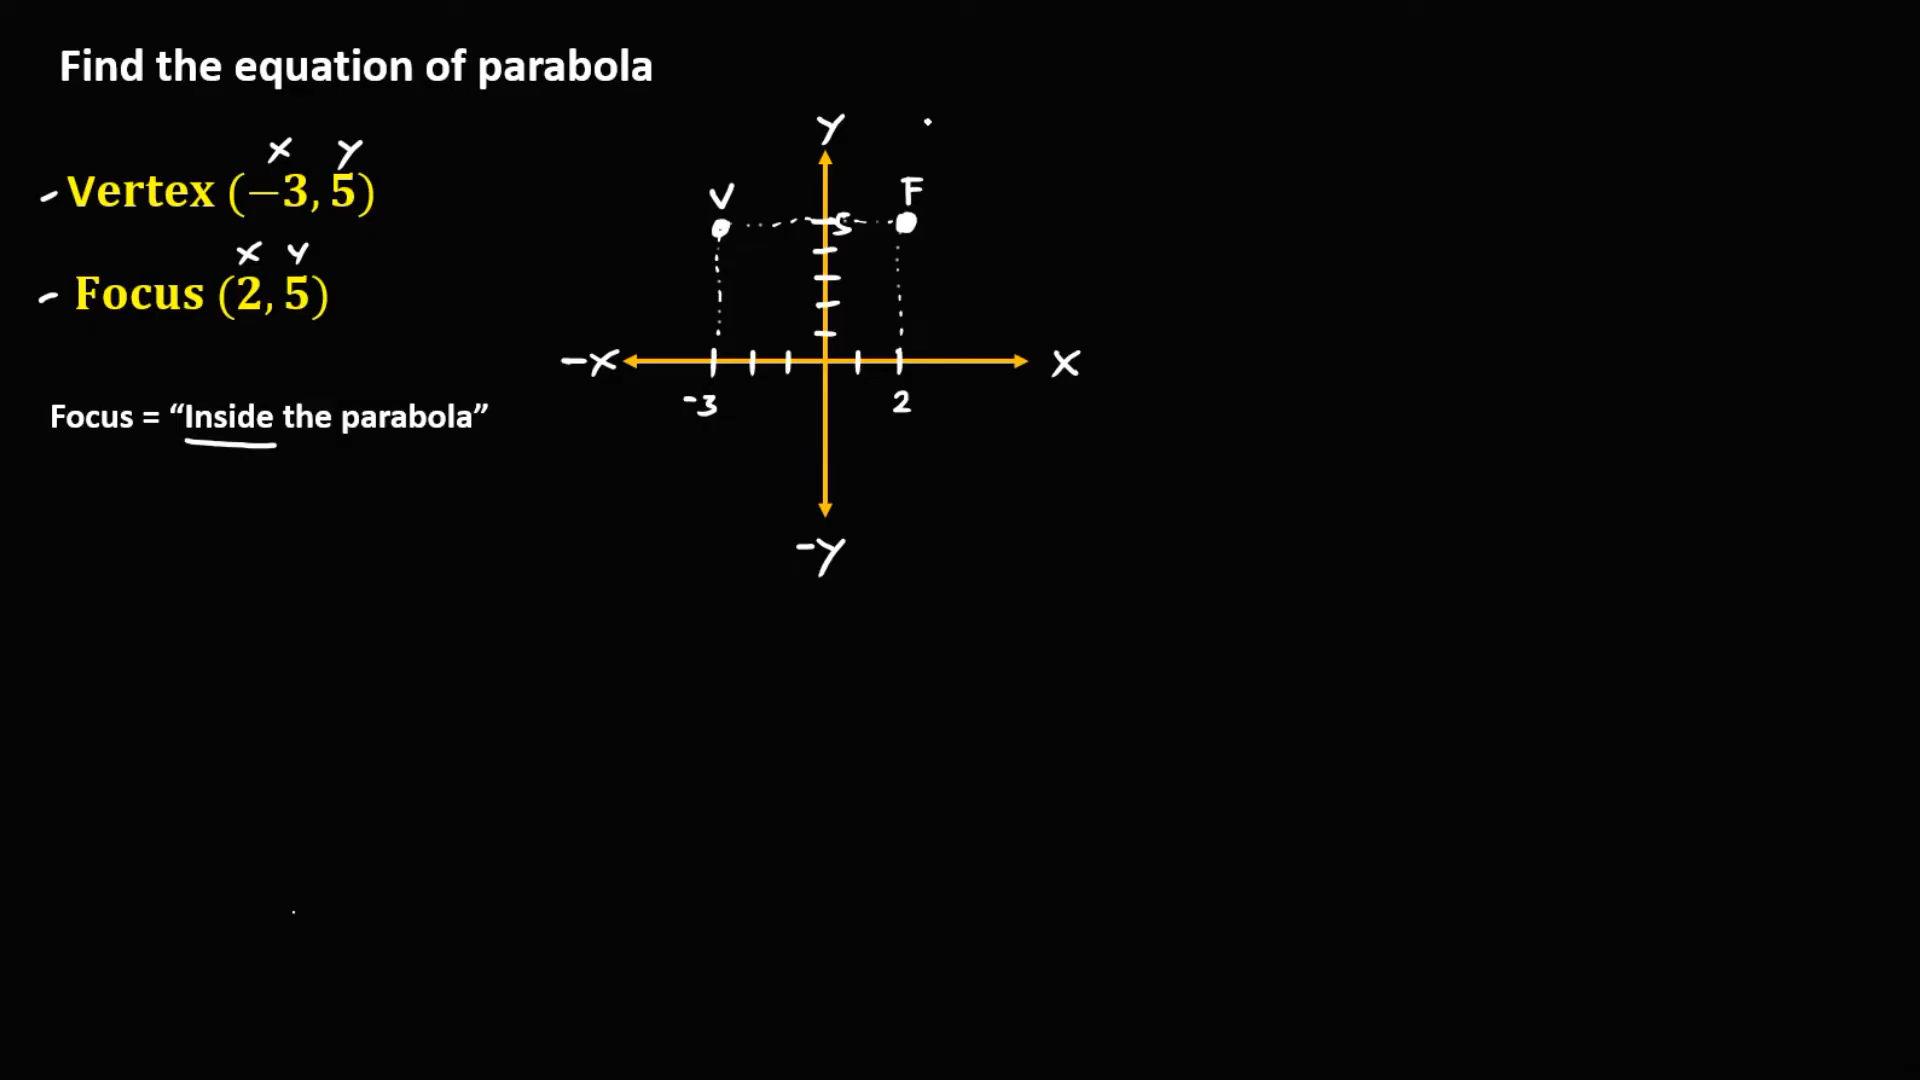 Find the equation of parabola
x y
- Vertex (−3, 5)
x y
- Focus (2, 5)
Focus = “Inside the parabola”
y
V F
5
-x x
-3 2
-y